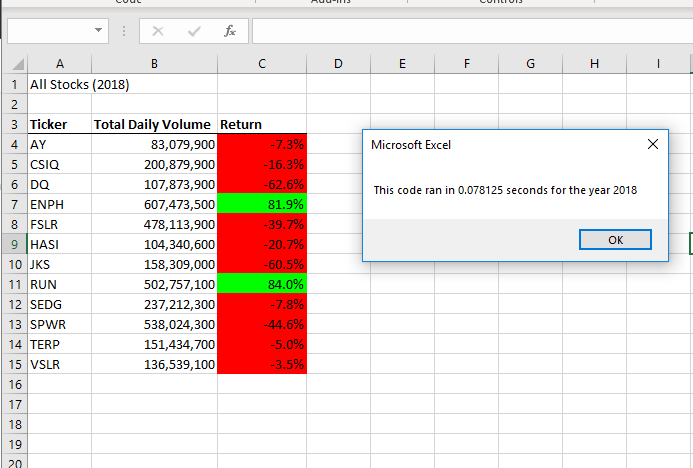 Code Add-ins Controls
fx
A B C D E F G H I
1 All Stocks (2018)
2
3 Ticker Total Daily Volume Return
4 AY 83,079,900 -7.3%
5 CSIQ 200,879,900 -16.3%
6 DQ 107,873,900 -62.6%
7 ENPH 607,473,500 81.9%
8 FSLR 478,113,900 -39.7%
9 HASI 104,340,600 -20.7%
10 JKS 158,309,000 -60.5%
11 RUN 502,757,100 84.0%
12 SEDG 237,212,300 -7.8%
13 SPWR 538,024,300 -44.6%
14 TERP 151,434,700 -5.0%
15 VSLR 136,539,100 -3.5%
16
17
18
19
20
Microsoft Excel
This code ran in 0.078125 seconds for the year 2018
OK